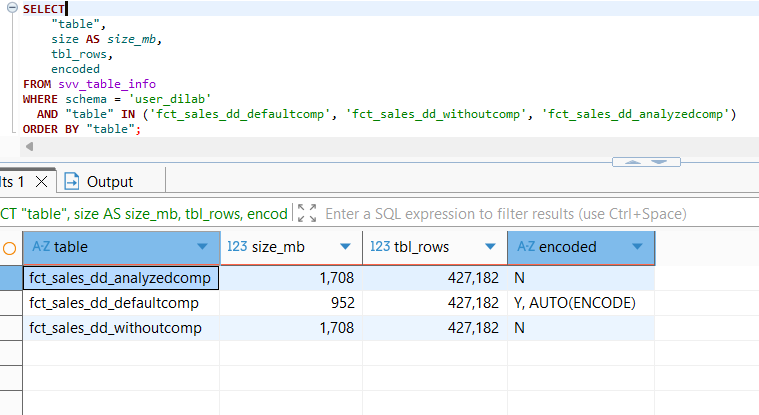 SELECT
"table",
size AS size_mb,
tbl_rows,
encoded
FROM svv_table_info
WHERE schema = 'user_dilab'
AND "table" IN ('fct_sales_dd_defaultcomp', 'fct_sales_dd_withoutcomp', 'fct_sales_dd_analyzedcomp')
ORDER BY "table";
lts 1 Output
CT "table", size AS size_mb, tbl_rows, encod Enter a SQL expression to filter results (use Ctrl+Space)
A-Z table 123 size_mb 123 tbl_rows A-Z encoded
fct_sales_dd_analyzedcomp 1,708 427,182 N
fct_sales_dd_defaultcomp 952 427,182 Y, AUTO(ENCODE)
fct_sales_dd_withoutcomp 1,708 427,182 N